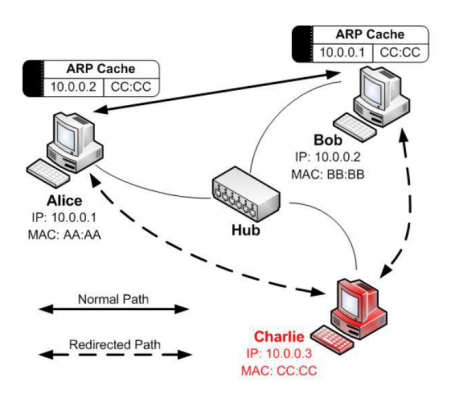 ARP Cache
10.0.0.1 CC:CC
ARP Cache
10.0.0.2 CC:CC
Bob
IP: 10.0.0.2
MAC: BB:BB
Alice
IP: 10.0.0.1
MAC: AA:AA
Hub
Normal Path
Redirected Path
Charlie
IP: 10.0.0.3
MAC: CC:CC